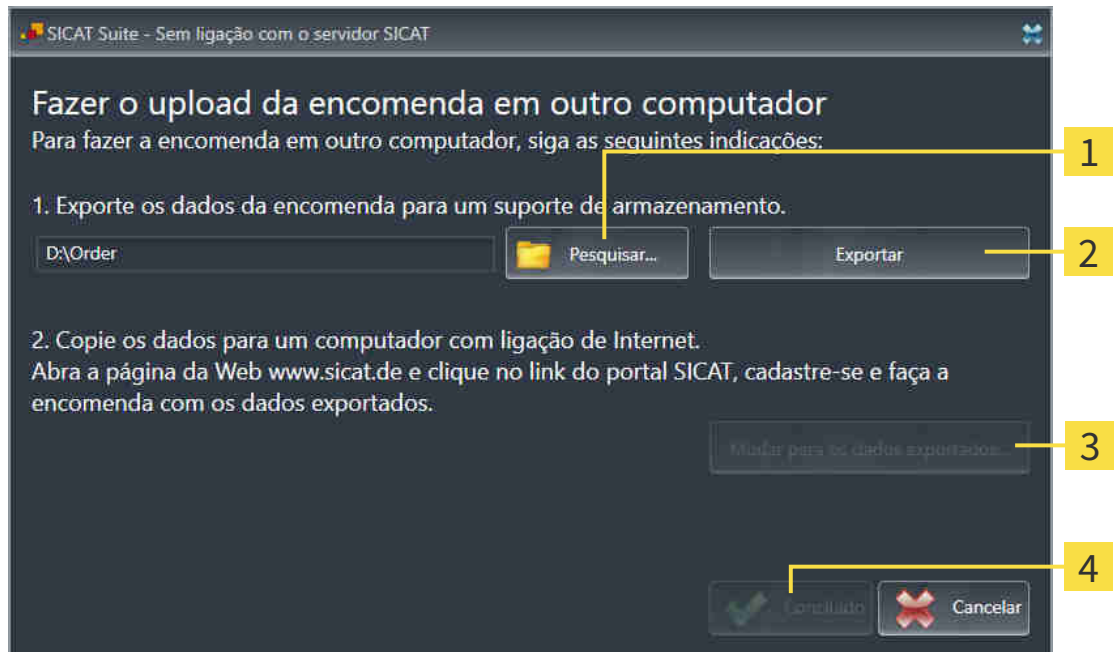 SICAT Suite - Sem ligação com o servidor SICAT
Fazer o upload da encomenda em outro computador
Para fazer a encomenda em outro computador, siga as seguintes indicações:
1
1. Exporte os dados da encomenda para um suporte de armazenamento.
D:\Order
Pesquisar...
Exportar
2
2. Copie os dados para um computador com ligação de Internet.
Abra a página da Web www.sicat.de e clique no link do portal SICAT, cadastre-se e faça a
encomenda com os dados exportados.
Mudar para os dados exportados...
3
4
Concluído
Cancelar